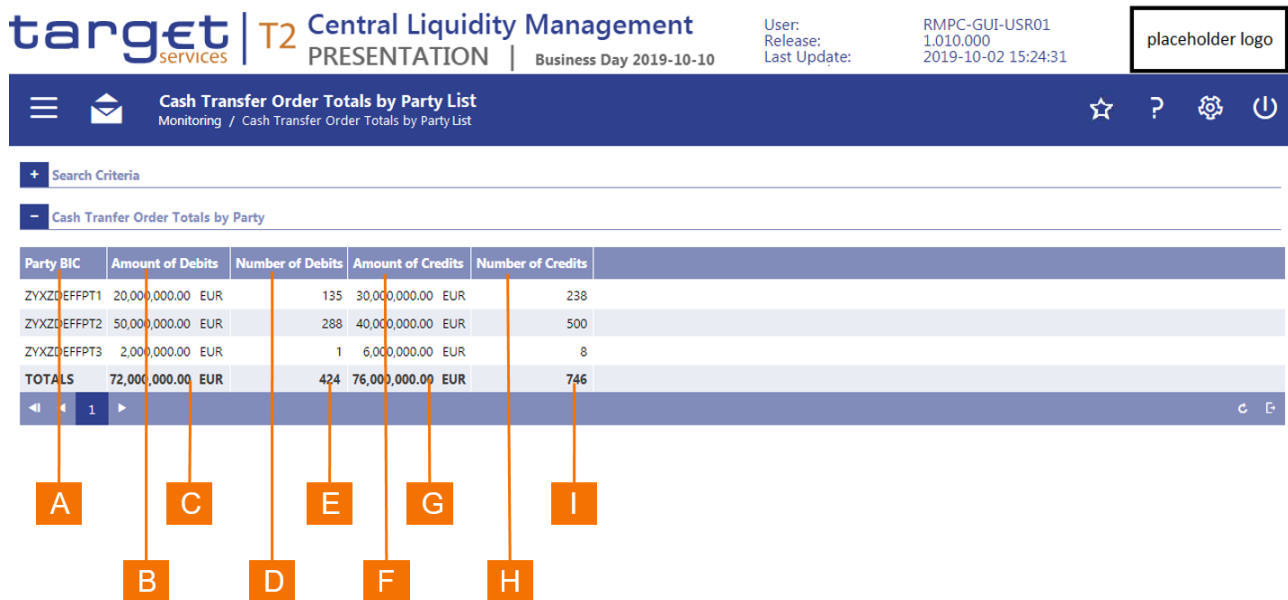 target services T2 Central Liquidity Management
PRESENTATION | Business Day 2019-10-10
User: RMPC-GUI-USR01
Release: 1.010.000
Last Update: 2019-10-02 15:24:31
placeholder logo
Cash Transfer Order Totals by Party List
Monitoring / Cash Transfer Order Totals by Party List
?
+ Search Criteria
− Cash Tranfer Order Totals by Party
Party BIC Amount of Debits Number of Debits Amount of Credits Number of Credits
ZYXZDEFFPT1 20,000,000.00 EUR 135 30,000,000.00 EUR 238
ZYXZDEFFPT2 50,000,000.00 EUR 288 40,000,000.00 EUR 500
ZYXZDEFFPT3 2,000,000.00 EUR 1 6,000,000.00 EUR 8
TOTALS 72,000,000.00 EUR 424 76,000,000.00 EUR 746
1
A C E G I
B D F H